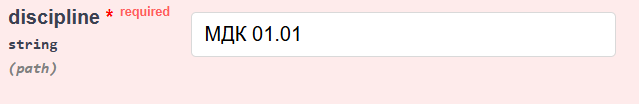 discipline * required
МДК 01.01
string
(path)